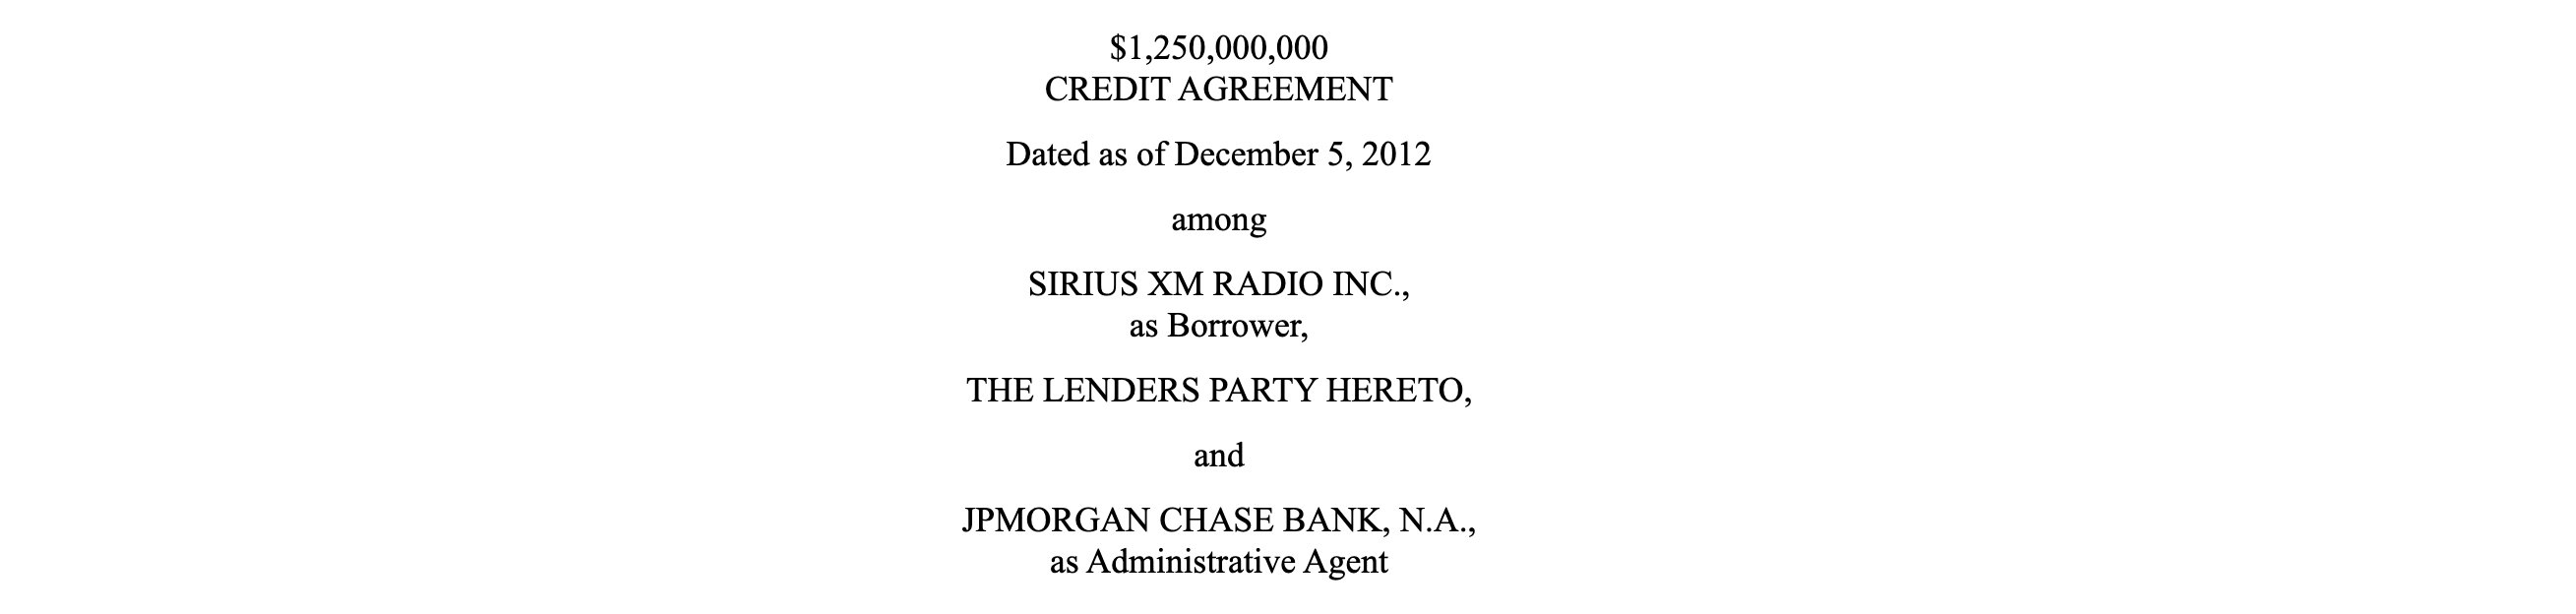 $1,250,000,000
CREDIT AGREEMENT
Dated as of December 5, 2012
among
SIRIUS XM RADIO INC.,
as Borrower,
THE LENDERS PARTY HERETO,
and
JPMORGAN CHASE BANK, N.A.,
as Administrative Agent